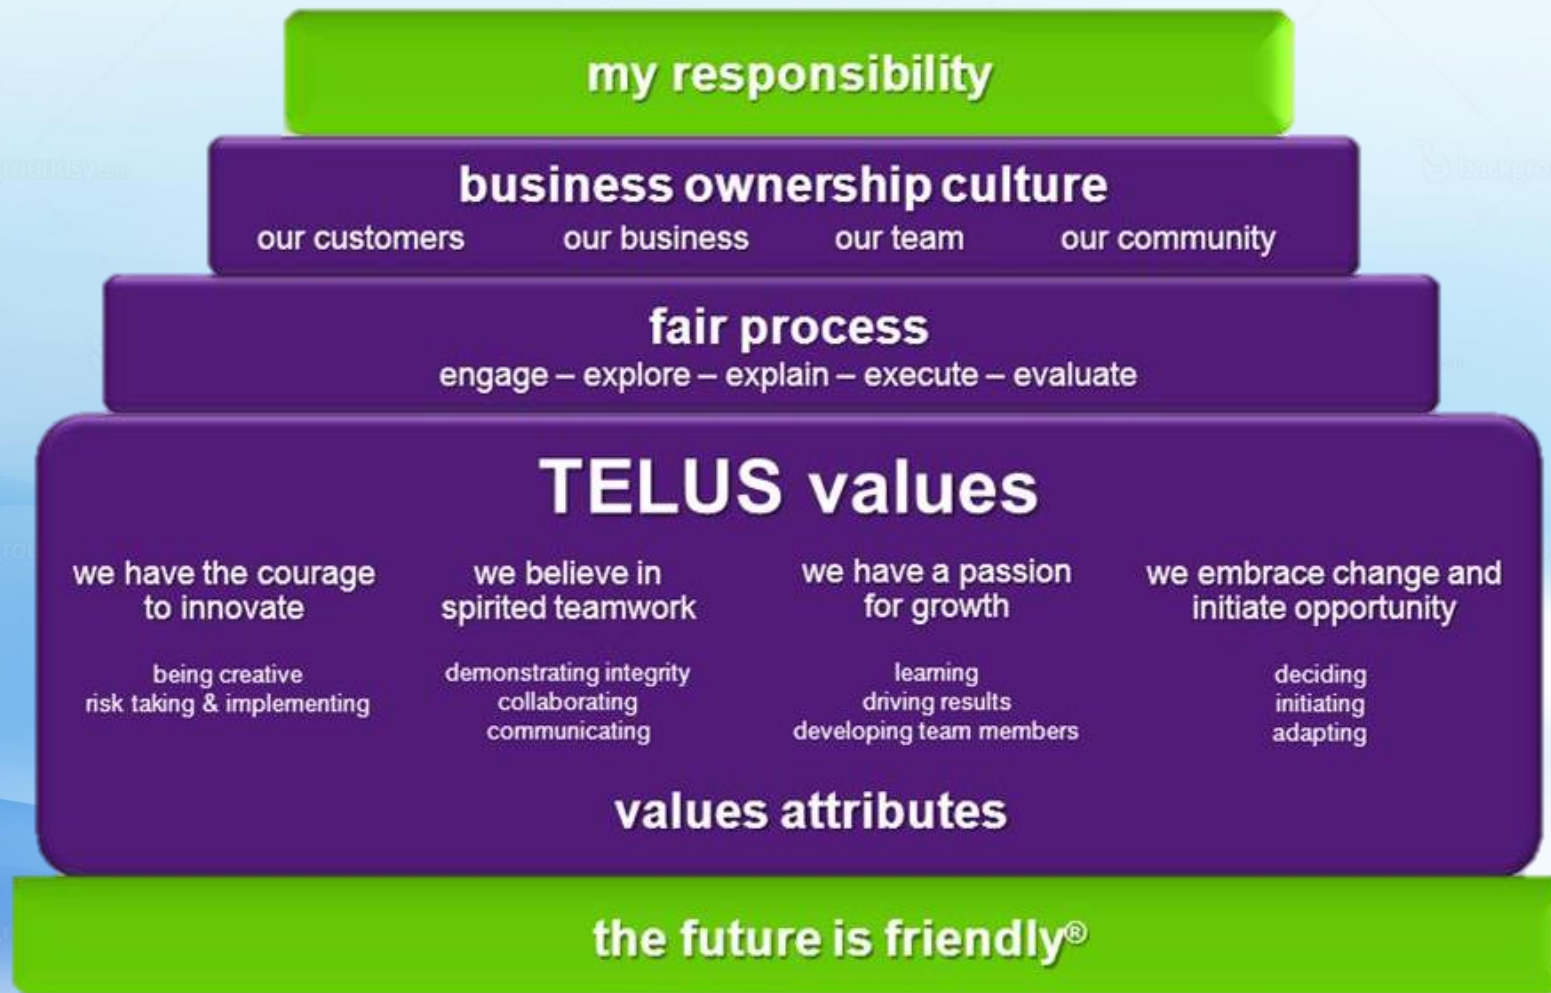 my responsibility
business ownership culture
our customers our business our team our community
fair process
engage – explore – explain – execute – evaluate
TELUS values
we have the courage
to innovate
being creative
risk taking & implementing
we believe in
spirited teamwork
demonstrating integrity
collaborating
communicating
we have a passion
for growth
learning
driving results
developing team members
we embrace change and
initiate opportunity
deciding
initiating
adapting
values attributes
the future is friendly®